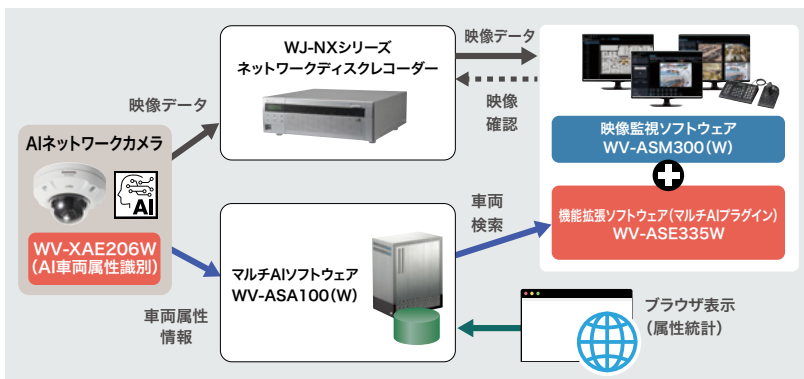 WJ-NXシリーズ
ネットワークディスクレコーダー
映像データ
映像データ
映像
確認
AIネットワークカメラ
AI
WV-XAE206W
(AI車両属性識別)
車両属性
情報
マルチAIソフトウェア
WV-ASA100(W)
車両
検索
映像監視ソフトウェア
WV-ASM300(W)
機能拡張ソフトウェア(マルチAIプラグイン)
WV-ASE335W
ブラウザ表示
(属性統計)